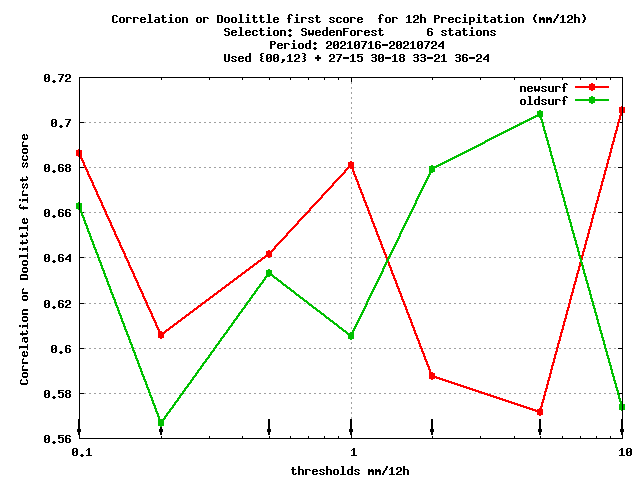 Correlation or Doolittle first score  for 12h Precipitation (mm/12h)
Selection: SwedenForest      6 stations
Period: 20210716-20210724
Used {00,12} + 27-15 30-18 33-21 36-24
newsurf
oldsurf
0.72
0.7
0.68
0.66
0.64
0.62
0.6
0.58
0.56
Correlation or Doolittle first score
0.1 1 10
thresholds mm/12h